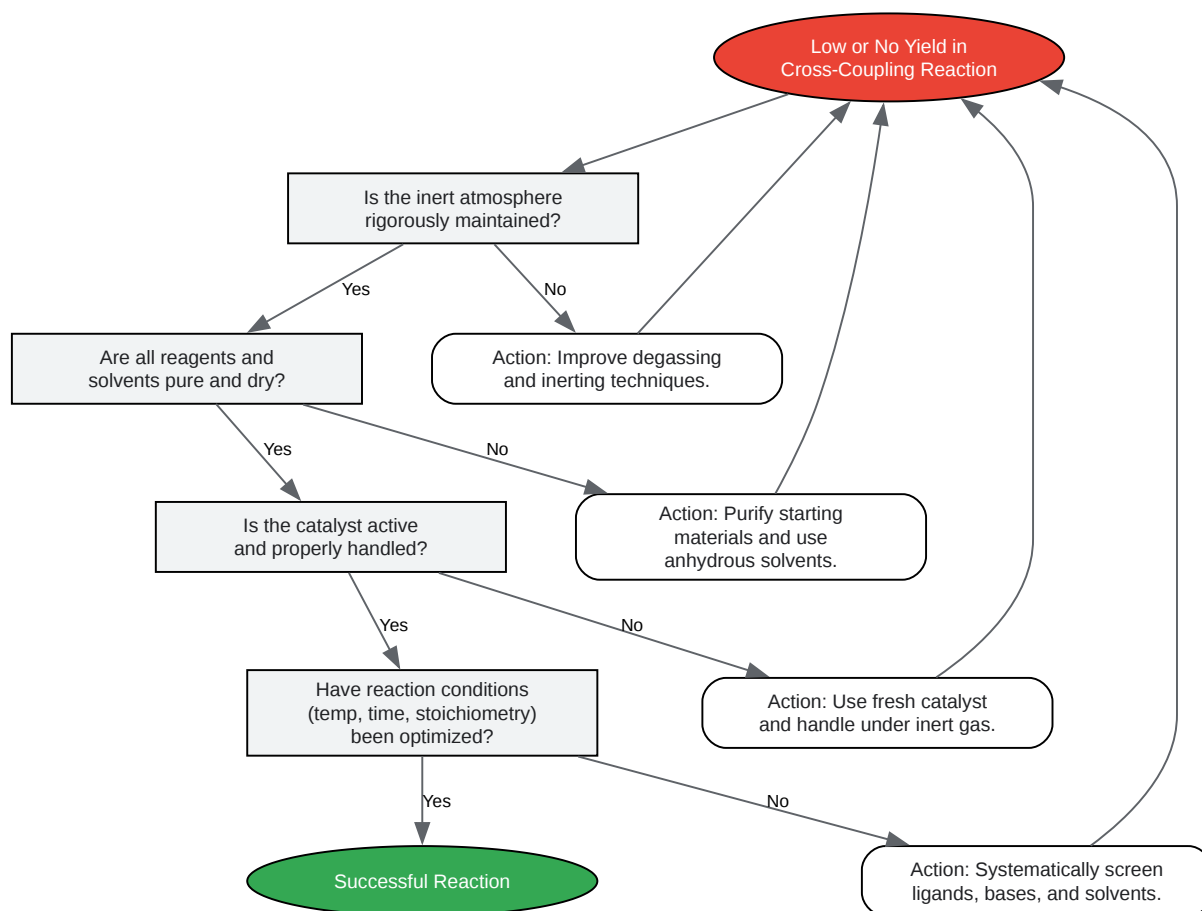 Low or No Yield in
Cross-Coupling Reaction
Is the inert atmosphere
rigorously maintained?
Yes
No
Are all reagents and
solvents pure and dry?
Action: Improve degassing
and inerting techniques.
Yes
No
Is the catalyst active
and properly handled?
Action: Purify starting
materials and use
anhydrous solvents.
Yes
No
Have reaction conditions
(temp, time, stoichiometry)
been optimized?
Action: Use fresh catalyst
and handle under inert gas.
Yes
No
Successful Reaction
Action: Systematically screen
ligands, bases, and solvents.